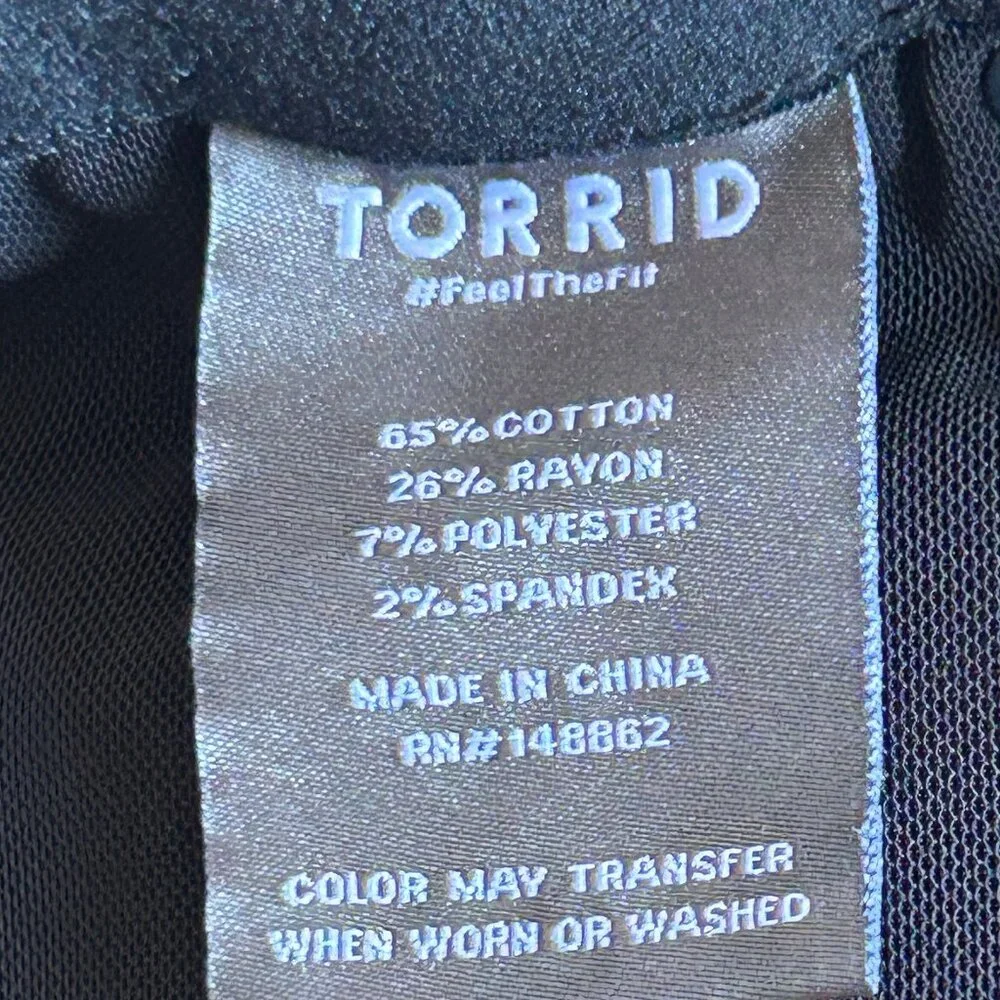 TORRID
#FeelTheFit
65% COTTON
26% RAYON
7% POLYESTER
2% SPANDEX
MADE IN CHINA
RN#148862
COLOR MAY TRANSFER
WHEN WORN OR WASHED